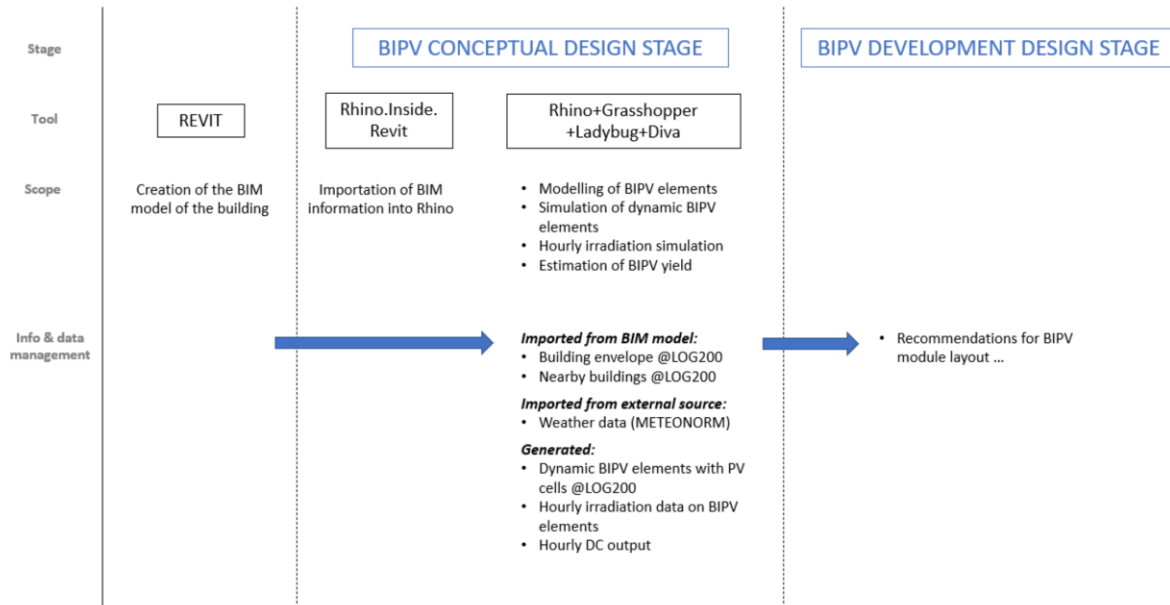 Stage
BIPV CONCEPTUAL DESIGN STAGE
BIPV DEVELOPMENT DESIGN STAGE
Tool
REVIT
Rhino.Inside.
Revit
Rhino+Grasshopper
+Ladybug+Diva
Scope
Creation of the BIM
model of the building
Importation of BIM
information into Rhino
• Modelling of BIPV elements
• Simulation of dynamic BIPV
elements
• Hourly irradiation simulation
• Estimation of BIPV yield
Info & data
management
Imported from BIM model:
• Building envelope @LOG200
• Nearby buildings @LOG200
Imported from external source:
• Weather data (METEONORM)
Generated:
• Dynamic BIPV elements with PV
cells @LOG200
• Hourly irradiation data on BIPV
elements
• Hourly DC output
• Recommendations for BIPV
module layout ...